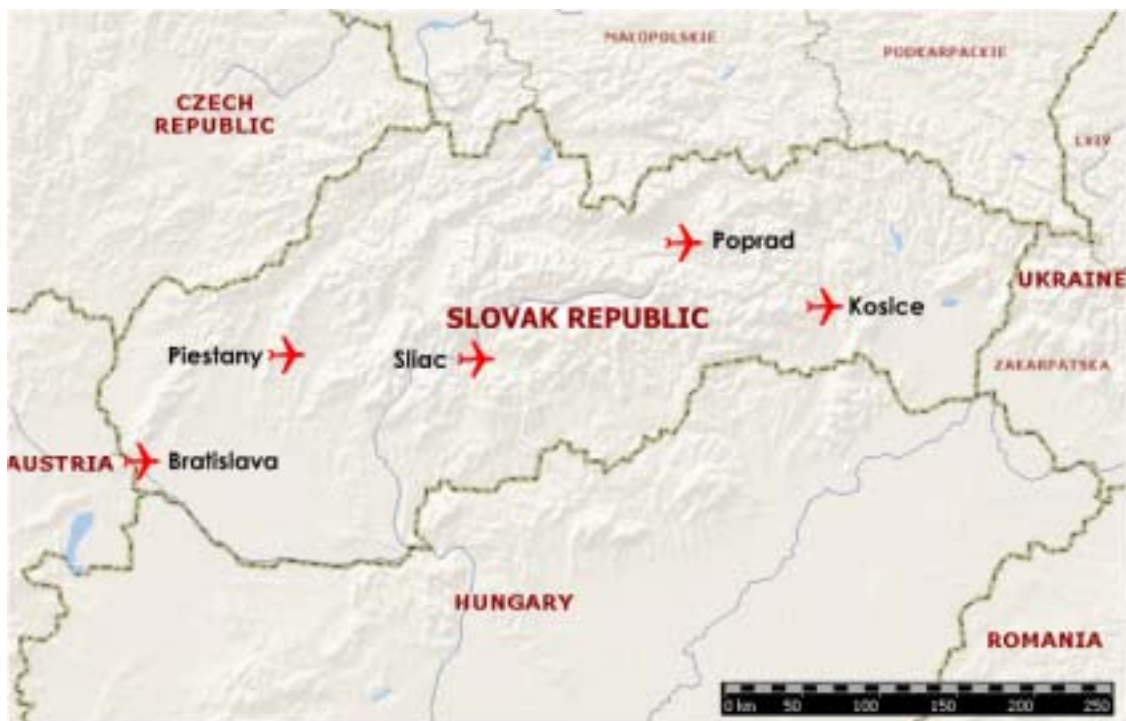 MAŁOPOLSKIE
PODKARPACKIE
CZECH
REPUBLIC
LVIV
Poprad
UKRAINE
Kosice
SLOVAK REPUBLIC
Piestany
Sliac
ZAKARPATSKA
AUSTRIA
Bratislava
HUNGARY
ROMANIA
0 km 50 100 150 200 250